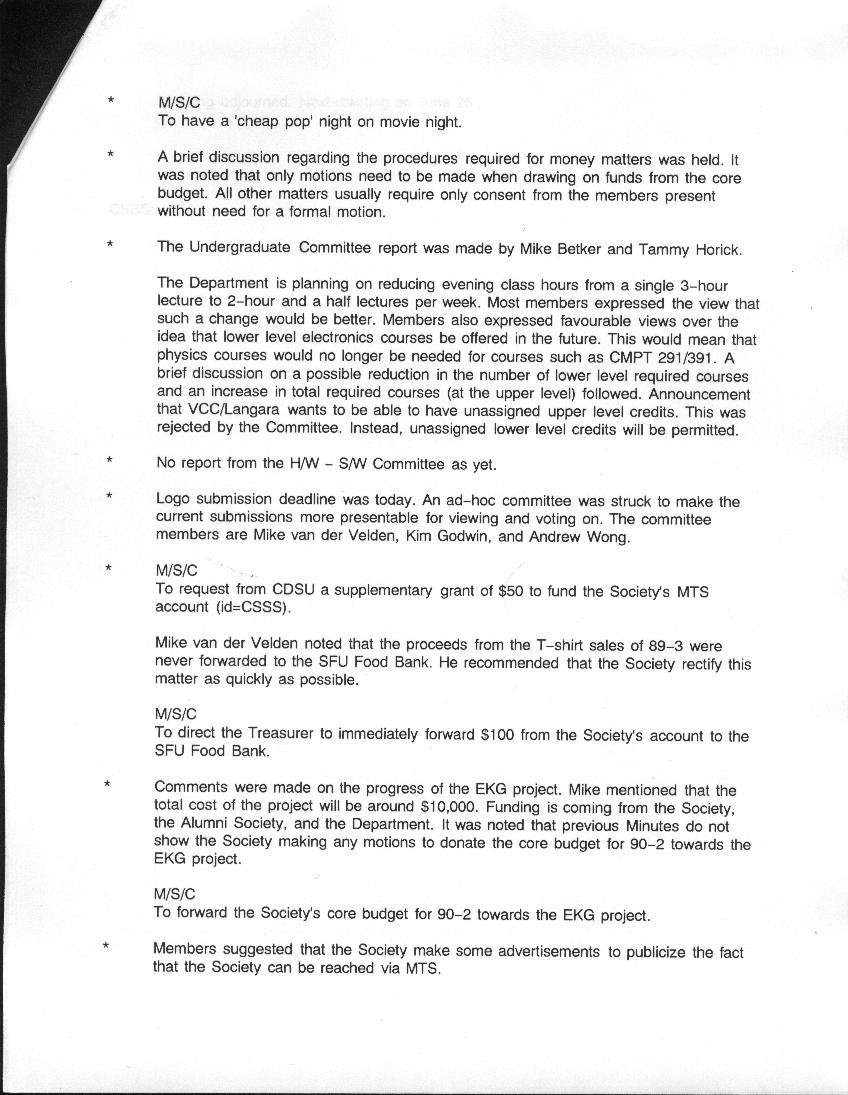 * M/S/C
To have a 'cheap pop' night on movie night.
* A brief discussion regarding the procedures required for money matters was held. It
was noted that only motions need to be made when drawing on funds from the core
budget. All other matters usually require only consent from the members present
without need for a formal motion.
* The Undergraduate Committee report was made by Mike Betker and Tammy Horick.
The Department is planning on reducing evening class hours from a single 3-hour
lecture to 2-hour and a half lectures per week. Most members expressed the view that
such a change would be better. Members also expressed favourable views over the
idea that lower level electronics courses be offered in the future. This would mean that
physics courses would no longer be needed for courses such as CMPT 291/391. A
brief discussion on a possible reduction in the number of lower level required courses
and an increase in total required courses (at the upper level) followed. Announcement
that VCC/Langara wants to be able to have unassigned upper level credits. This was
rejected by the Committee. Instead, unassigned lower level credits will be permitted.
* No report from the H/W - S/W Committee as yet.
* Logo submission deadline was today. An ad-hoc committee was struck to make the
current submissions more presentable for viewing and voting on. The committee
members are Mike van der Velden, Kim Godwin, and Andrew Wong.
* M/S/C
To request from CDSU a supplementary grant of $50 to fund the Society's MTS
account (id=CSSS).
Mike van der Velden noted that the proceeds from the T-shirt sales of 89-3 were
never forwarded to the SFU Food Bank. He recommended that the Society rectify this
matter as quickly as possible.
M/S/C
To direct the Treasurer to immediately forward $100 from the Society's account to the
SFU Food Bank.
* Comments were made on the progress of the EKG project. Mike mentioned that the
total cost of the project will be around $10,000. Funding is coming from the Society,
the Alumni Society, and the Department. It was noted that previous Minutes do not
show the Society making any motions to donate the core budget for 90-2 towards the
EKG project.
M/S/C
To forward the Society's core budget for 90-2 towards the EKG project.
* Members suggested that the Society make some advertisements to publicize the fact
that the Society can be reached via MTS.